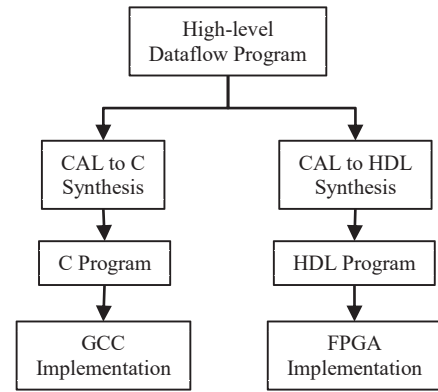 High-level
Dataflow Program
CAL to C
Synthesis
CAL to HDL
Synthesis
C Program
HDL Program
GCC
Implementation
FPGA
Implementation